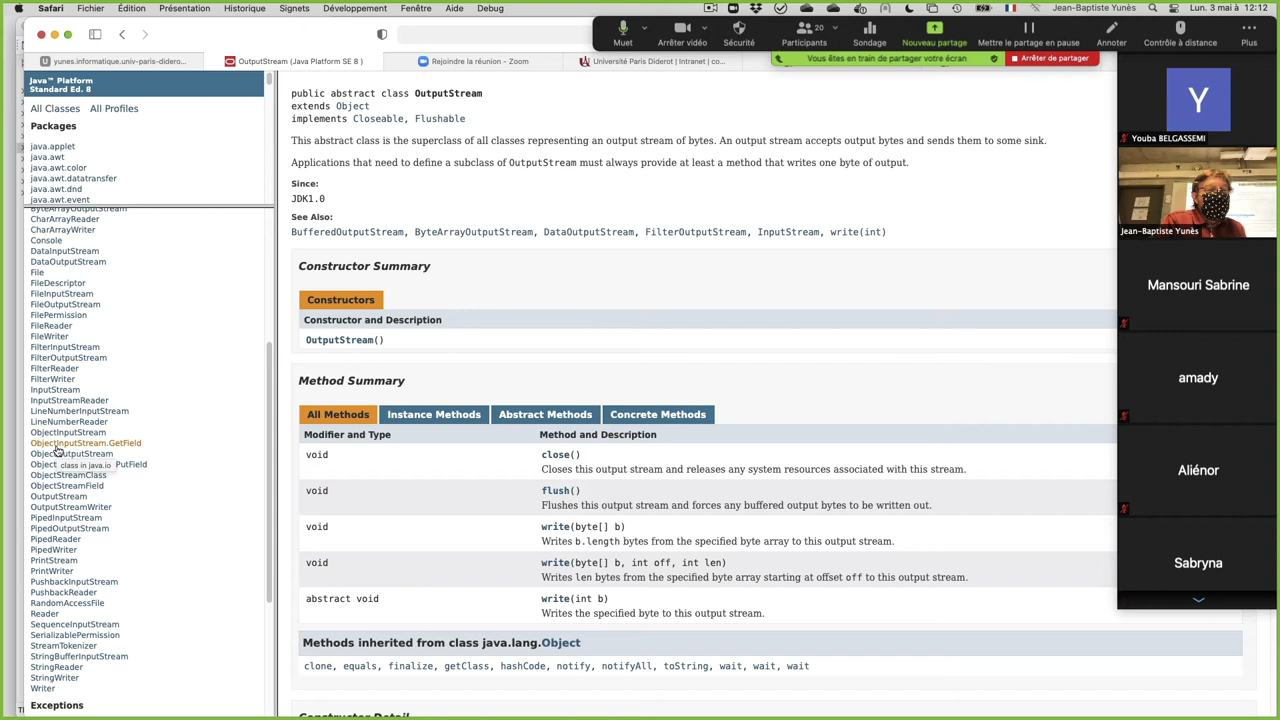 Safari Fichier Édition Présentation Historique Signets Développement Fenêtre Aide Debug
Jean-Baptiste Yunès Lun. 3 mai à 12:12
Muet Arrêter vidéo Sécurité Participants 20 Sondage Nouveau partage Mettre le partage en pause Annoter Contrôle à distance Plus
Vous êtes en train de partager votre écran Arrêter de partager
yunes.informatique.univ-paris-didero... OutputStream (Java Platform SE 8 ) Rejoindre la réunion - Zoom Université Paris Diderot | Intranet | co...
Java™ Platform
Standard Ed. 8
All Classes All Profiles
Packages
java.applet
java.awt
java.awt.color
java.awt.datatransfer
java.awt.dnd
java.awt.event
ByteArrayOutputStream
CharArrayReader
CharArrayWriter
Console
DataInputStream
DataOutputStream
File
FileDescriptor
FileInputStream
FileOutputStream
FilePermission
FileReader
FileWriter
FilterInputStream
FilterOutputStream
FilterReader
FilterWriter
InputStream
InputStreamReader
LineNumberInputStream
LineNumberReader
ObjectInputStream
ObjectInputStream.GetField
ObjectOutputStream
Object PutField
class in java.io
ObjectStreamClass
ObjectStreamField
OutputStream
OutputStreamWriter
PipedInputStream
PipedOutputStream
PipedReader
PipedWriter
PrintStream
PrintWriter
PushbackInputStream
PushbackReader
RandomAccessFile
Reader
SequenceInputStream
SerializablePermission
StreamTokenizer
StringBufferInputStream
StringReader
StringWriter
Writer
Exceptions
public abstract class OutputStream
extends Object
implements Closeable, Flushable
This abstract class is the superclass of all classes representing an output stream of bytes. An output stream accepts output bytes and sends them to some sink.
Applications that need to define a subclass of OutputStream must always provide at least a method that writes one byte of output.
Since:
JDK1.0
See Also:
BufferedOutputStream, ByteArrayOutputStream, DataOutputStream, FilterOutputStream, InputStream, write(int)
Constructor Summary
Constructors
Constructor and Description
OutputStream()
Method Summary
All Methods Instance Methods Abstract Methods Concrete Methods
Modifier and Type Method and Description
void close()
Closes this output stream and releases any system resources associated with this stream.
void flush()
Flushes this output stream and forces any buffered output bytes to be written out.
void write(byte[] b)
Writes b.length bytes from the specified byte array to this output stream.
void write(byte[] b, int off, int len)
Writes len bytes from the specified byte array starting at offset off to this output stream.
abstract void write(int b)
Writes the specified byte to this output stream.
Methods inherited from class java.lang.Object
clone, equals, finalize, getClass, hashCode, notify, notifyAll, toString, wait, wait, wait
Constructor Detail
Y
Youba BELGASSEMI
Jean-Baptiste Yunès
Mansouri Sabrine
amady
Aliénor
Sabryna